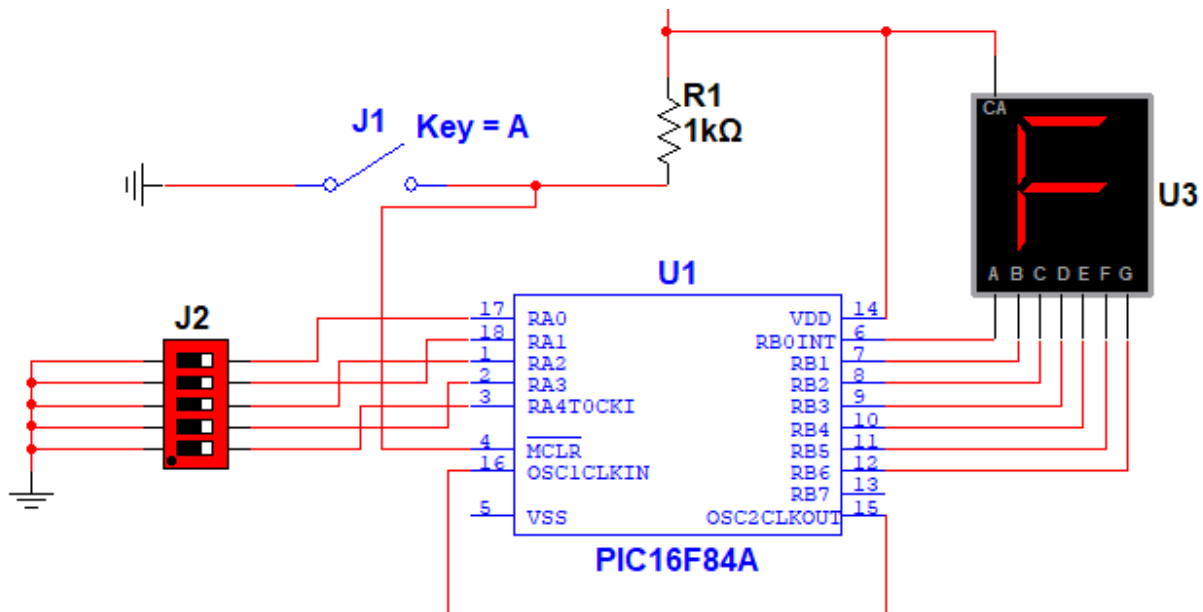 R1
1kΩ
J1 Key = A
CA
F
U3
A B C D E F G
U1
J2
17 RA0 VDD 14
18 RA1 RB0INT 6
1 RA2 RB1 7
2 RA3 RB2 8
3 RA4T0CKI RB3 9
RB4 10
4 MCLR RB5 11
16 OSC1CLKIN RB6 12
RB7 13
5 VSS OSC2CLKOUT 15
PIC16F84A